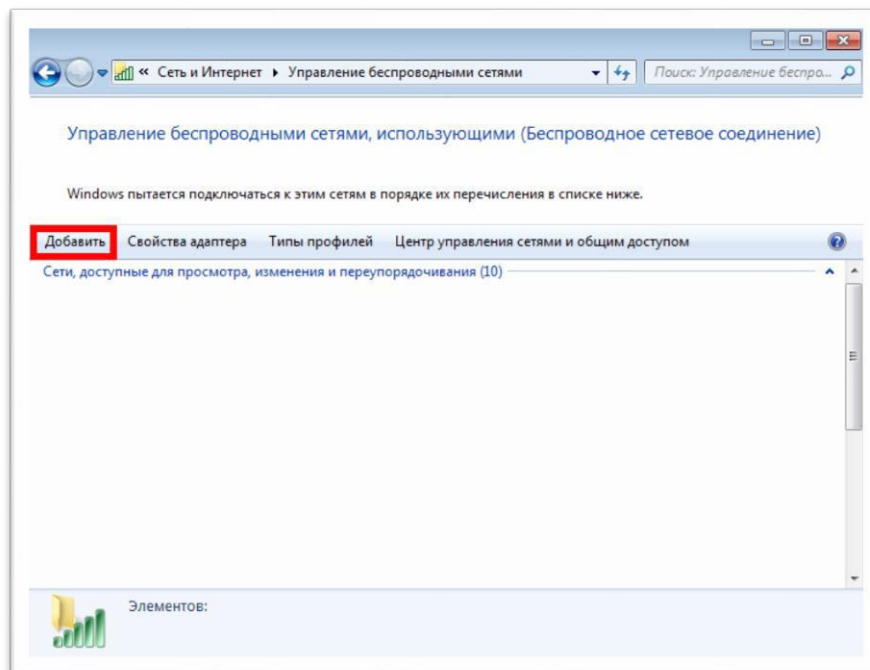 « Сеть и Интернет ▸ Управление беспроводными сетями
Поиск: Управление беспро...
Управление беспроводными сетями, использующими (Беспроводное сетевое соединение)
Windows пытается подключаться к этим сетям в порядке их перечисления в списке ниже.
Добавить Свойства адаптера Типы профилей Центр управления сетями и общим доступом
Сети, доступные для просмотра, изменения и переупорядочивания (10)
Элементов: